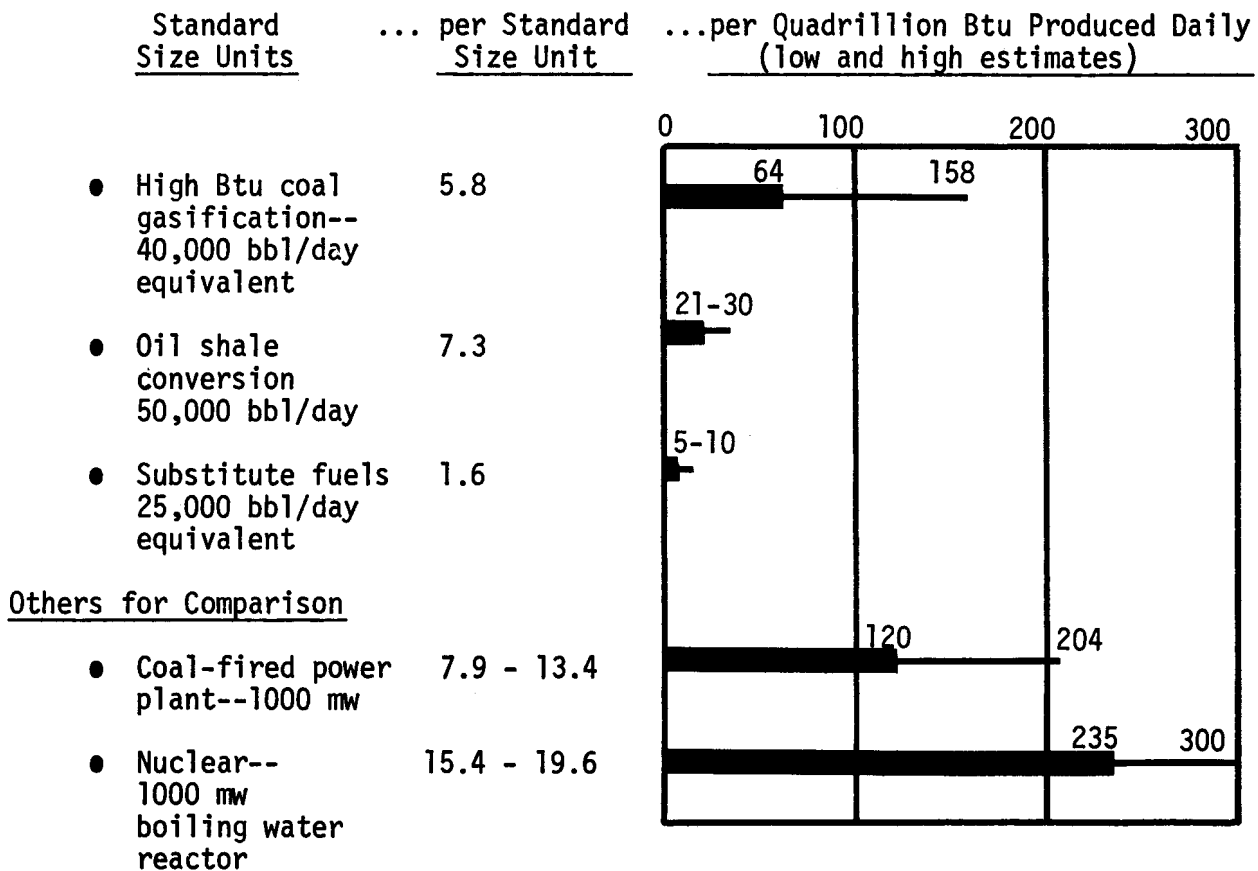 Standard ... per Standard ...per Quadrillion Btu Produced Daily
Size Units Size Unit (low and high estimates)
0 100 200 300
64 158
● High Btu coal 5.8
gasification--
40,000 bbl/day
equivalent
21-30
● Oil shale 7.3
conversion
50,000 bbl/day
5-10
● Substitute fuels 1.6
25,000 bbl/day
equivalent
Others for Comparison
120 204
● Coal-fired power 7.9 - 13.4
plant--1000 mw
235 300
● Nuclear-- 15.4 - 19.6
1000 mw
boiling water
reactor